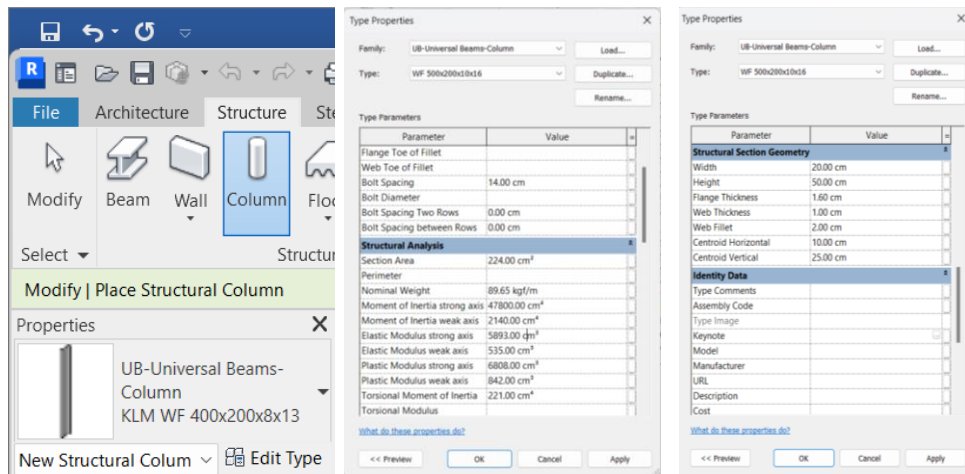 R
File Architecture Structure Ste
Modify Beam Wall Column Floo
Select Structur
Modify | Place Structural Column
Properties X
UB-Universal Beams-
Column
KLM WF 400x200x8x13
New Structural Colum Edit Type
Type Properties
Family: UB-Universal Beams-Column Load...
Type: WF 500x200x10x16 Duplicate...
Rename...
Type Parameters
Parameter Value =
Flange Toe of Fillet
Web Toe of Fillet
Bolt Spacing 14.00 cm
Bolt Diameter
Bolt Spacing Two Rows 0.00 cm
Bolt Spacing between Rows 0.00 cm
Structural Analysis
Section Area 224.00 cm²
Perimeter
Nominal Weight 89.65 kgf/m
Moment of Inertia strong axis 47800.00 cm⁴
Moment of Inertia weak axis 2140.00 cm⁴
Elastic Modulus strong axis 5893.00 cm³
Elastic Modulus weak axis 535.00 cm³
Plastic Modulus strong axis 6808.00 cm³
Plastic Modulus weak axis 842.00 cm³
Torsional Moment of Inertia 221.00 cm⁴
Torsional Modulus
What do these properties do?
<< Preview OK Cancel Apply
Type Properties
Family: UB-Universal Beams-Column Load...
Type: WF 500x200x10x16 Duplicate...
Rename...
Type Parameters
Parameter Value =
Structural Section Geometry
Width 20.00 cm
Height 50.00 cm
Flange Thickness 1.60 cm
Web Thickness 1.00 cm
Web Fillet 2.00 cm
Centroid Horizontal 10.00 cm
Centroid Vertical 25.00 cm
Identity Data
Type Comments
Assembly Code
Type Image
Keynote
Model
Manufacturer
URL
Description
Cost
What do these properties do?
<< Preview OK Cancel Apply